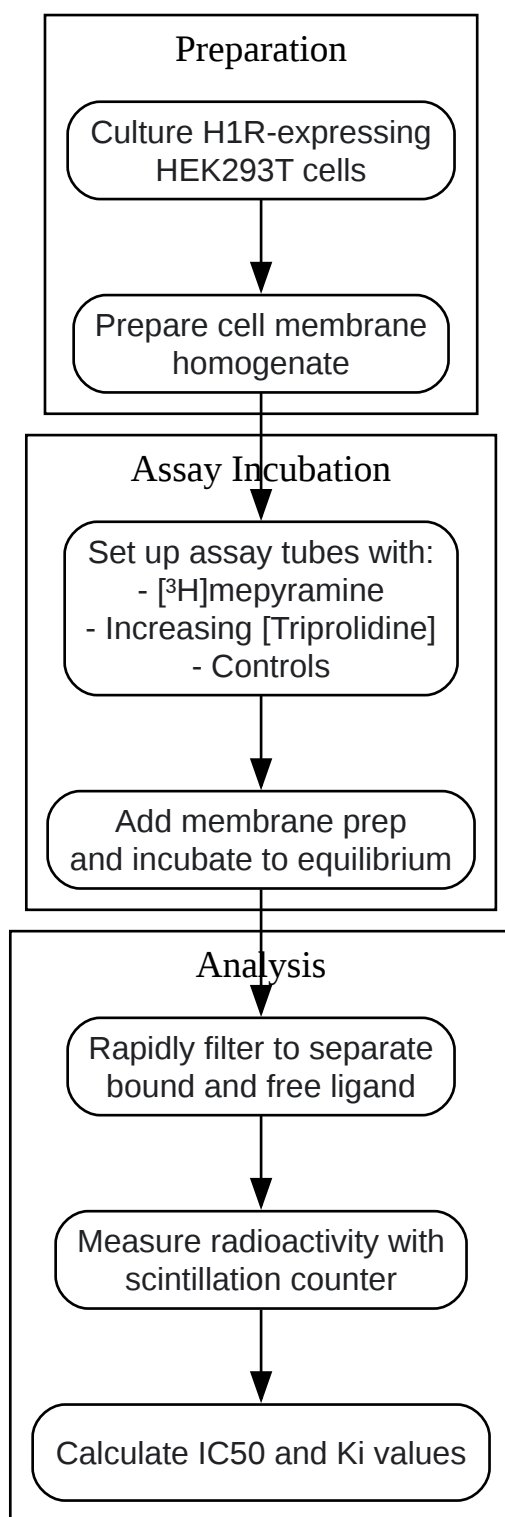 Preparation
Culture H1R-expressing
HEK293T cells
Prepare cell membrane
homogenate
Assay Incubation
Set up assay tubes with:
- [³H]mepyramine
- Increasing [Triprolidine]
- Controls
Add membrane prep
and incubate to equilibrium
Analysis
Rapidly filter to separate
bound and free ligand
Measure radioactivity with
scintillation counter
Calculate IC50 and Ki values